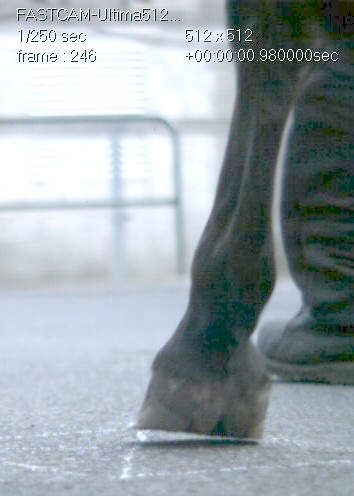 FASTCAM-Ultima512....
1/250 sec 512 x 512
frame : 246 +00:00:00.980000sec